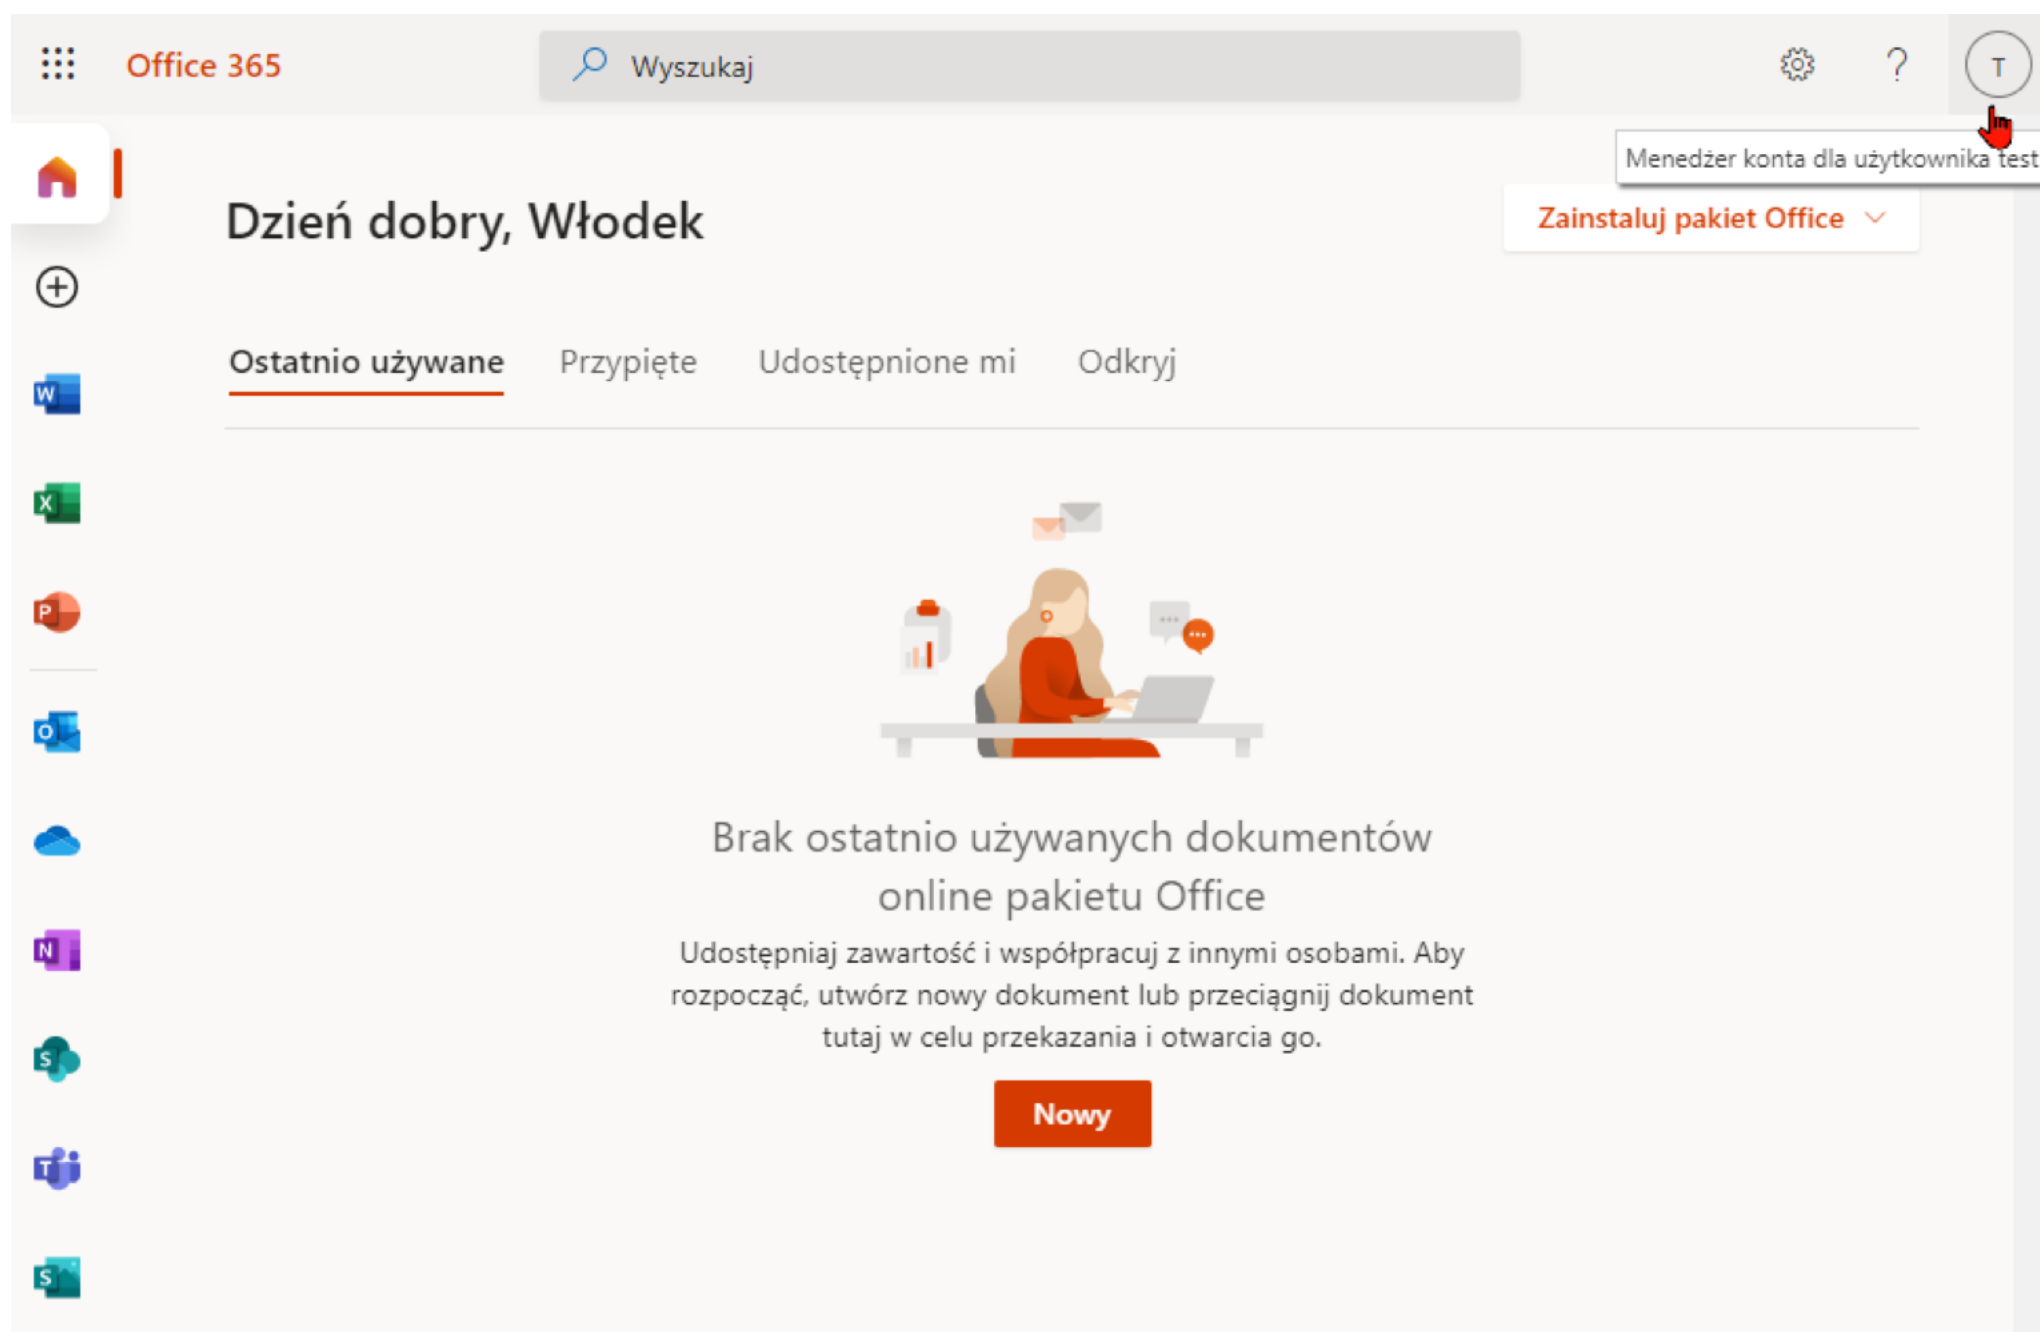 Office 365
Wyszukaj
?
T
Menedżer konta dla użytkownika test
Dzień dobry, Włodek
Zainstaluj pakiet Office
Ostatnio używane Przypięte Udostępnione mi Odkryj
W
X
P
O
N
S
T
S
Brak ostatnio używanych dokumentów
online pakietu Office
Udostępniaj zawartość i współpracuj z innymi osobami. Aby
rozpocząć, utwórz nowy dokument lub przeciągnij dokument
tutaj w celu przekazania i otwarcia go.
Nowy